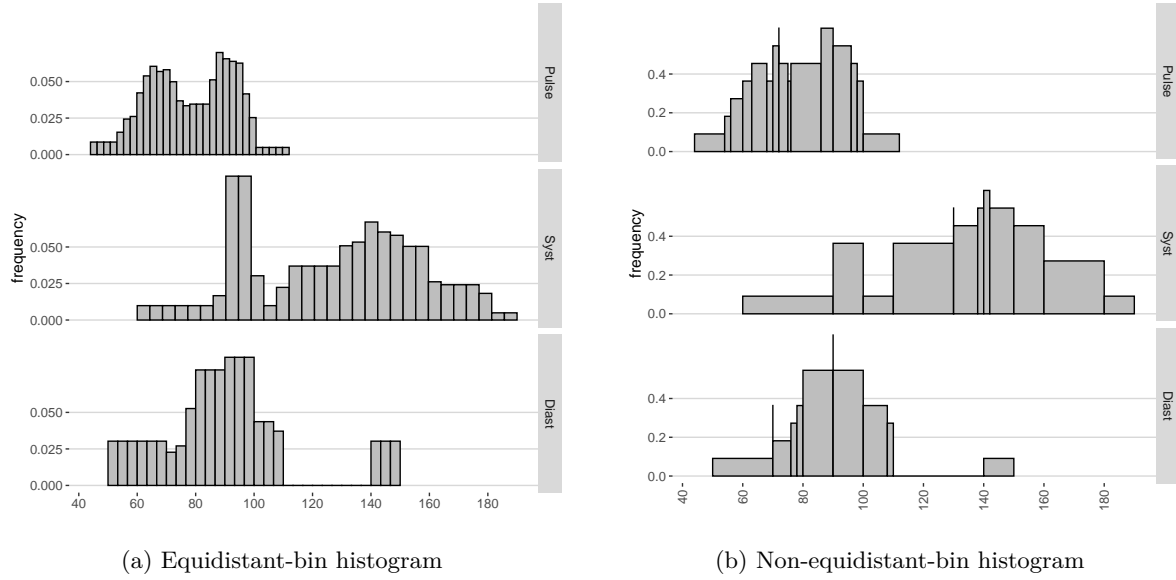 frequency
0.050
0.025
0.000
Pulse
0.050
0.025
0.000
Syst
0.050
0.025
0.000
Diast
40 60 80 100 120 140 160 180
(a) Equidistant-bin histogram
frequency
0.4
0.2
0.0
Pulse
0.4
0.2
0.0
Syst
0.4
0.2
0.0
Diast
40 60 80 100 120 140 160 180
(b) Non-equidistant-bin histogram